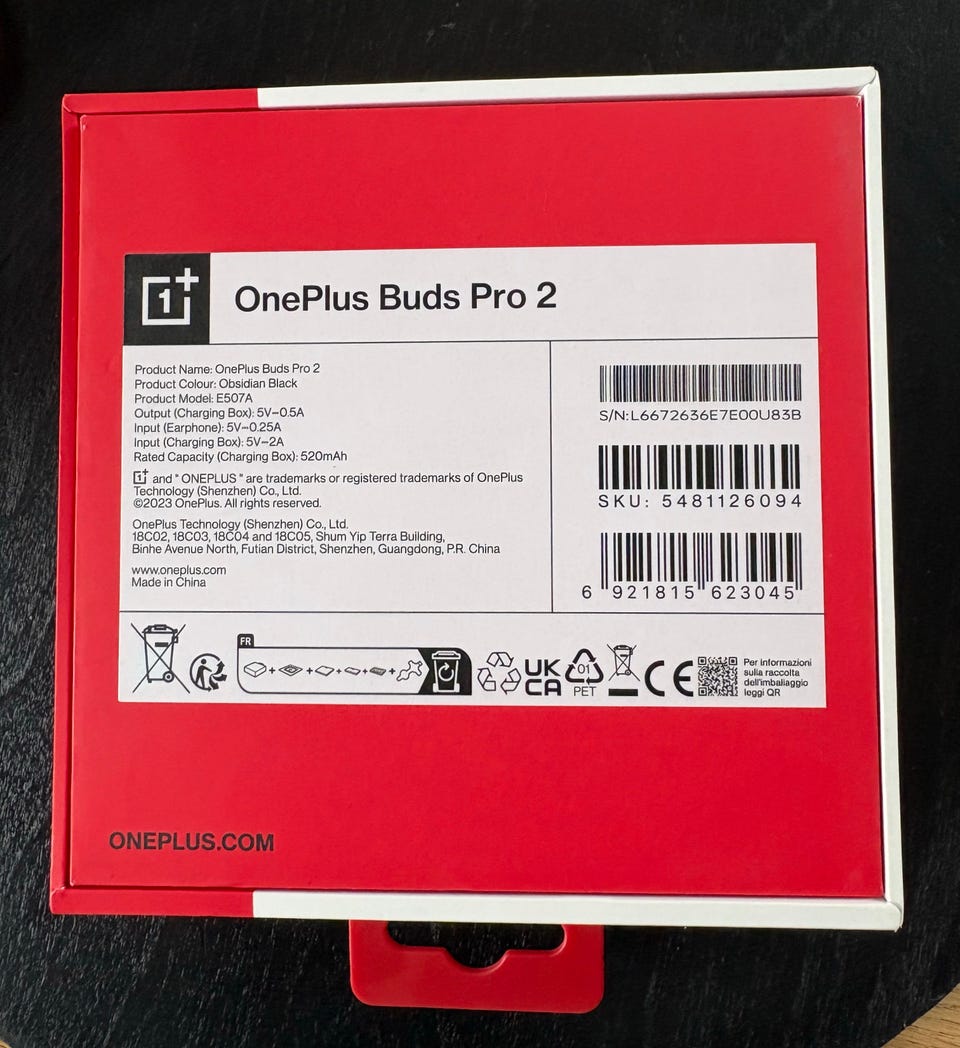 1+
OnePlus Buds Pro 2
Product Name: OnePlus Buds Pro 2
Product Colour: Obsidian Black
Product Model: E507A
Output (Charging Box): 5V⎓0.5A
Input (Earphone): 5V⎓0.25A
Input (Charging Box): 5V⎓2A
Rated Capacity (Charging Box): 520mAh
1+ and " ONEPLUS " are trademarks or registered trademarks of OnePlus
Technology (Shenzhen) Co., Ltd.
©2023 OnePlus. All rights reserved.
OnePlus Technology (Shenzhen) Co., Ltd.
18C02, 18C03, 18C04 and 18C05, Shum Yip Terra Building,
Binhe Avenue North, Futian District, Shenzhen, Guangdong, P.R. China
www.oneplus.com
Made in China
S/N:L6672636E7E00U83B
SKU: 5481126094
6 921815 623045
FR
UK
CA
01
PET
CE
Per informazioni
sulla raccolta
dell'imballaggio
leggi QR
ONEPLUS.COM